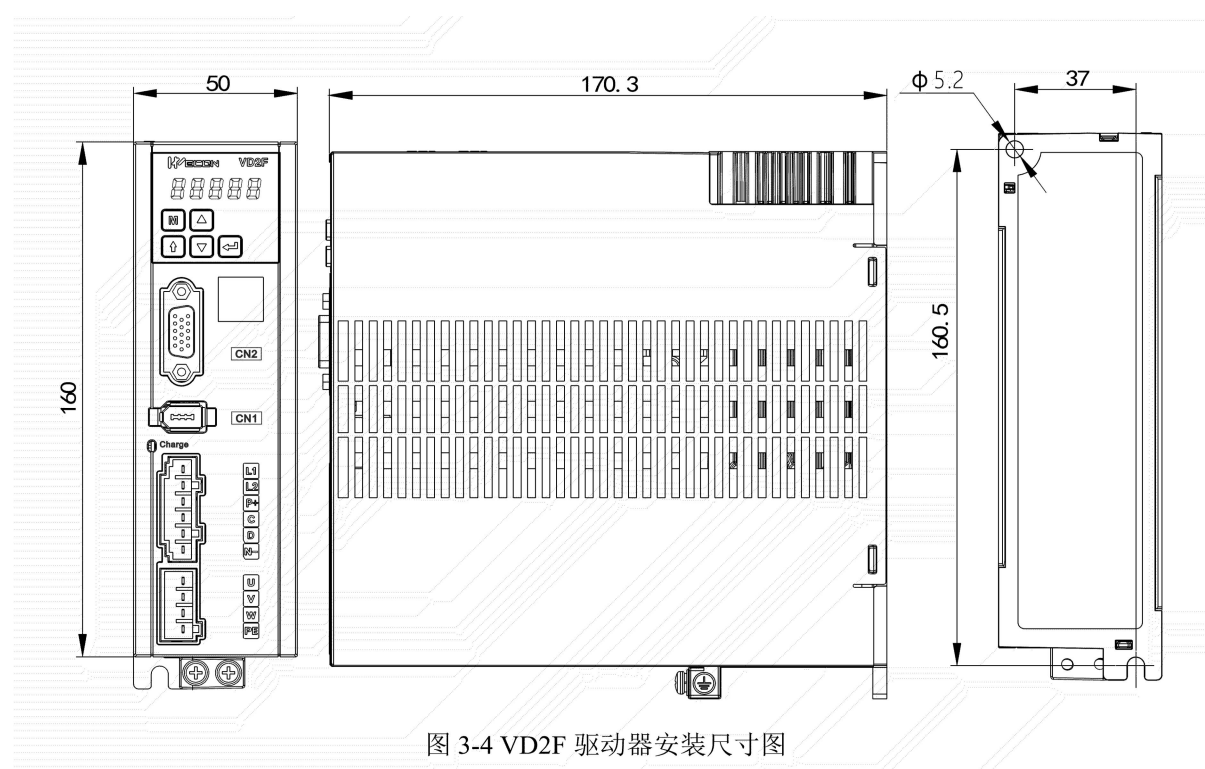 50
170.3
Φ5.2
37
WECON VD2F
88888
M
160
160.5
CN2
CN1
Charge
L1
L2
P+
C
D
N-
U
V
W
PE
图 3-4 VD2F 驱动器安装尺寸图